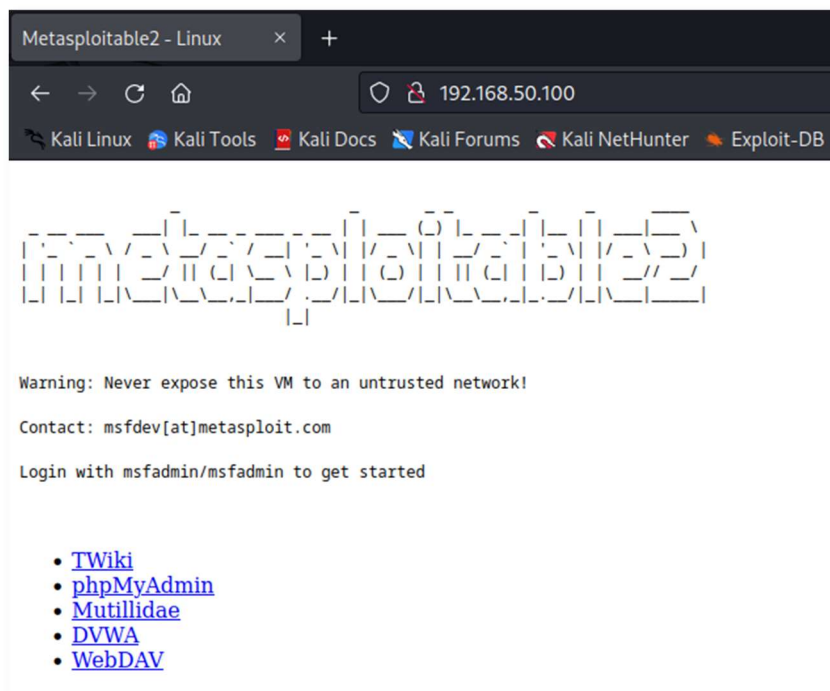 Metasploitable2 - Linux
192.168.50.100
Kali Linux Kali Tools Kali Docs Kali Forums Kali NetHunter Exploit-DB
metasploitable2
Warning: Never expose this VM to an untrusted network!
Contact: msfdev[at]metasploit.com
Login with msfadmin/msfadmin to get started
TWiki
phpMyAdmin
Mutillidae
DVWA
WebDAV